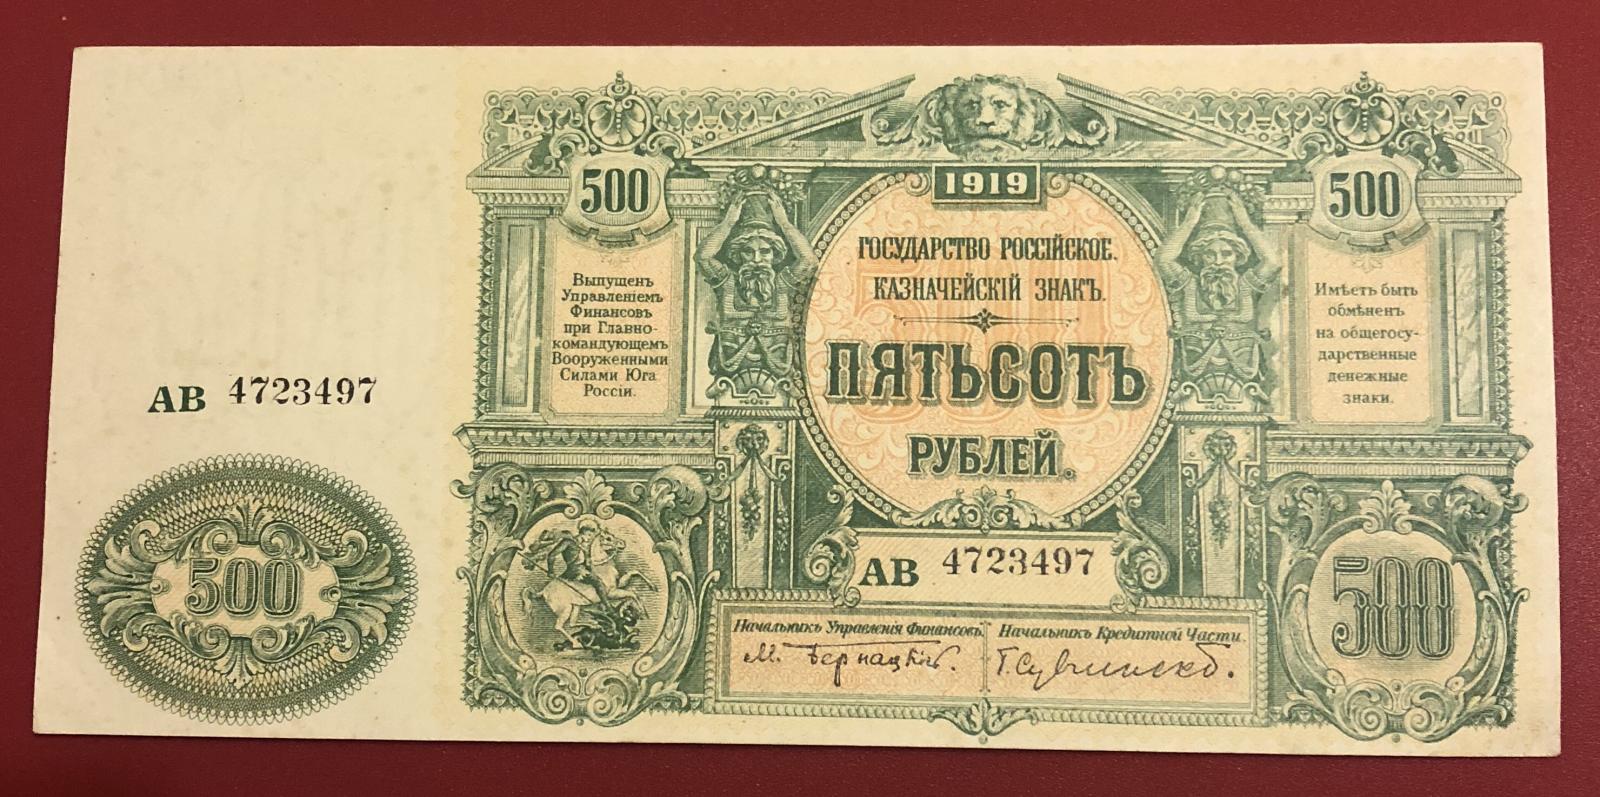 500
1919
500
ГОСУДАРСТВО РОССІЙСКОЕ.
КАЗНАЧЕЙСКІЙ ЗНАКЪ.
Выпущенъ
Управленіемъ
Финансовъ
при Главно-
командующемъ
Вооруженными
Силами Юга
Россіи.
Имѣетъ быть
обмѣненъ
на общегосу-
дарственные
денежные
знаки.
ПЯТЬСОТЪ
РУБЛЕЙ.
АВ 4723497
АВ 4723497
500
500
Начальникъ Управленія Финансовъ
М. Бернацкій.
Начальникъ Кредитной Части.